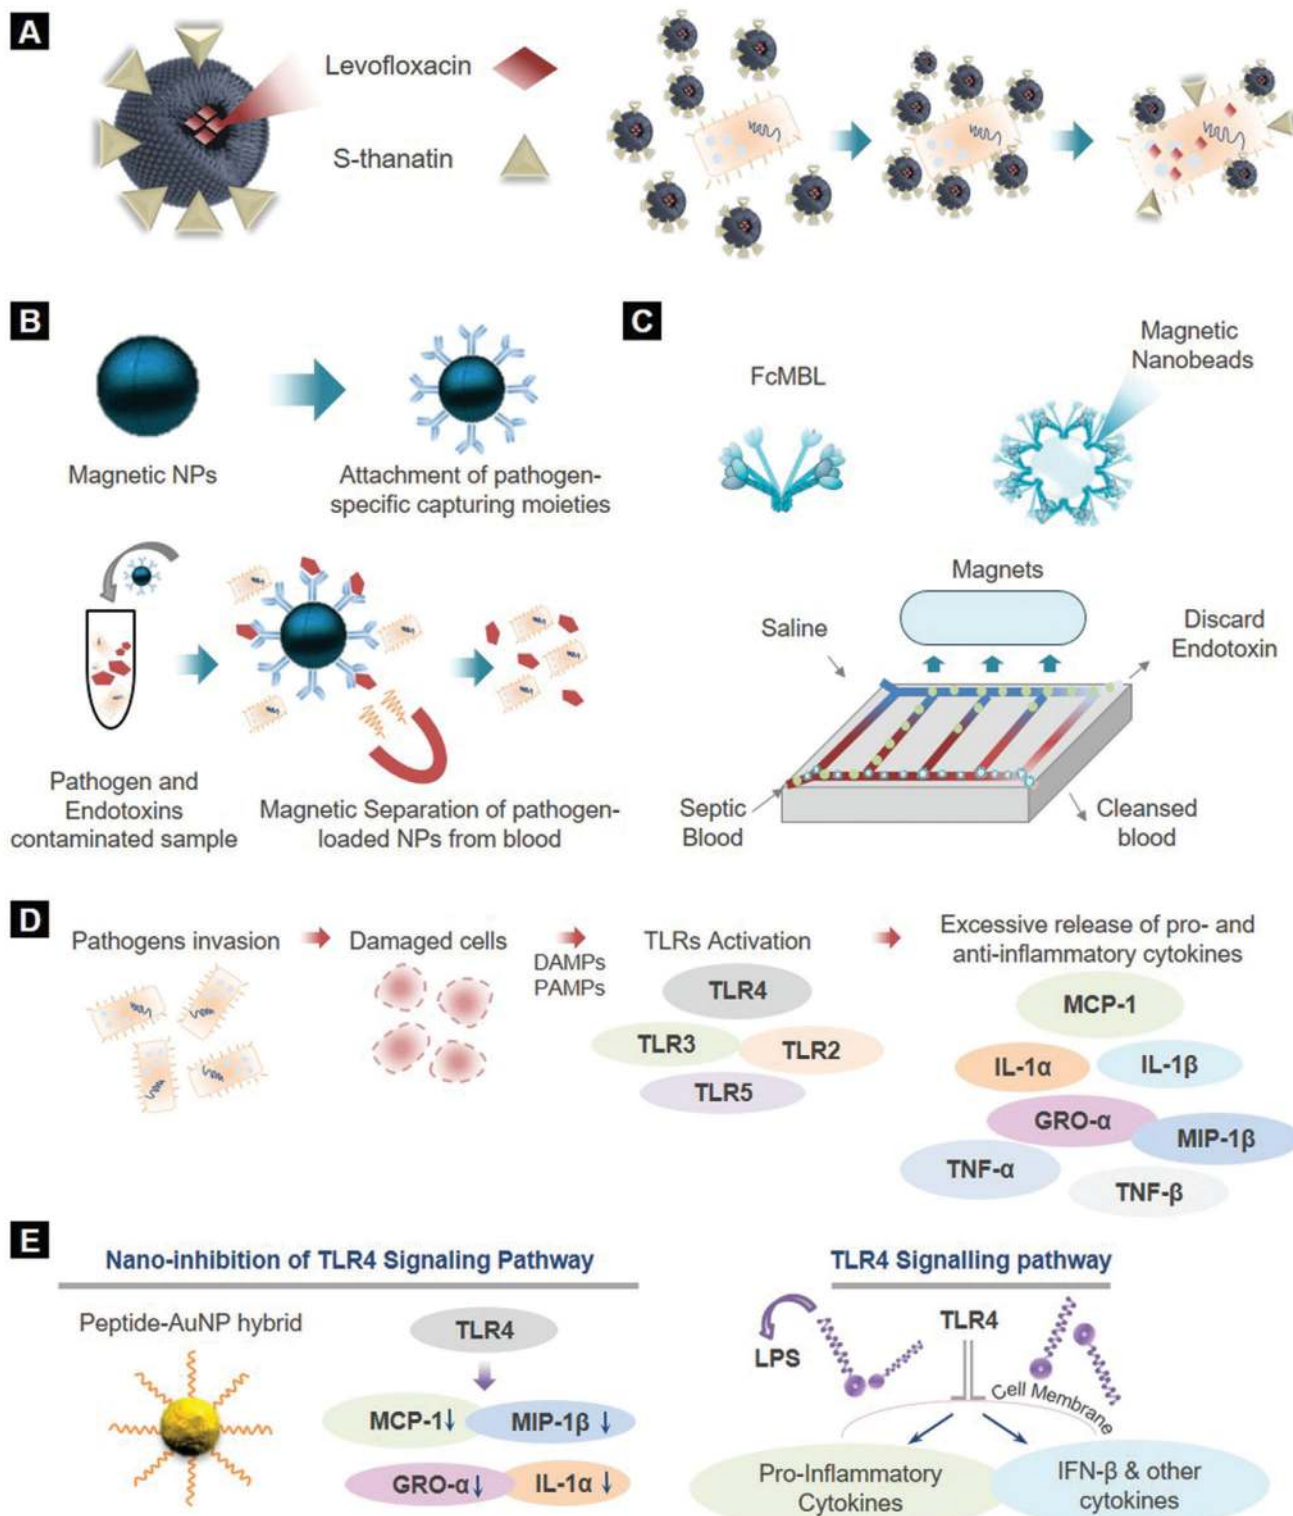 A
Levofloxacin
S-thanatin
B
Magnetic NPs
Attachment of pathogen-
specific capturing moieties
Pathogen and
Endotoxins
contaminated sample
Magnetic Separation of pathogen-
loaded NPs from blood
C
FcMBL
Magnetic
Nanobeads
Magnets
Saline
Discard
Endotoxin
Septic
Blood
Cleansed
blood
D
Pathogens invasion
Damaged cells
DAMPs
PAMPs
TLRs Activation
TLR4
TLR3
TLR2
TLR5
Excessive release of pro- and
anti-inflammatory cytokines
MCP-1
IL-1α
IL-1β
GRO-α
MIP-1β
TNF-α
TNF-β
E
Nano-inhibition of TLR4 Signaling Pathway
Peptide-AuNP hybrid
TLR4
MCP-1↓
MIP-1β ↓
GRO-α↓
IL-1α ↓
TLR4 Signalling pathway
LPS
TLR4
Cell Membrane
Pro-Inflammatory
Cytokines
IFN-β & other
cytokines